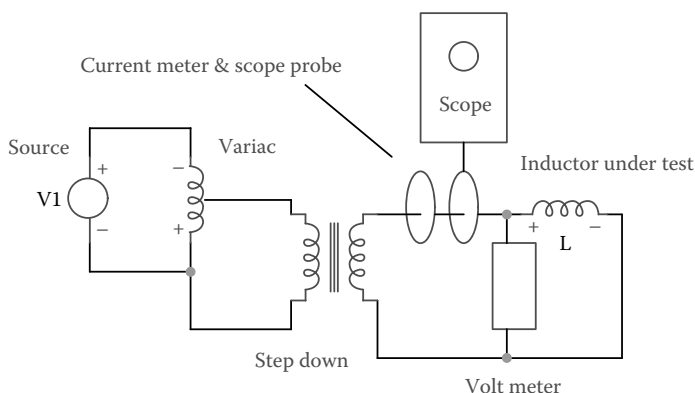 Current meter & scope probe
Scope
Source
Variac
Inductor under test
+
−
V1
−
+
+
−
L
Step down
Volt meter